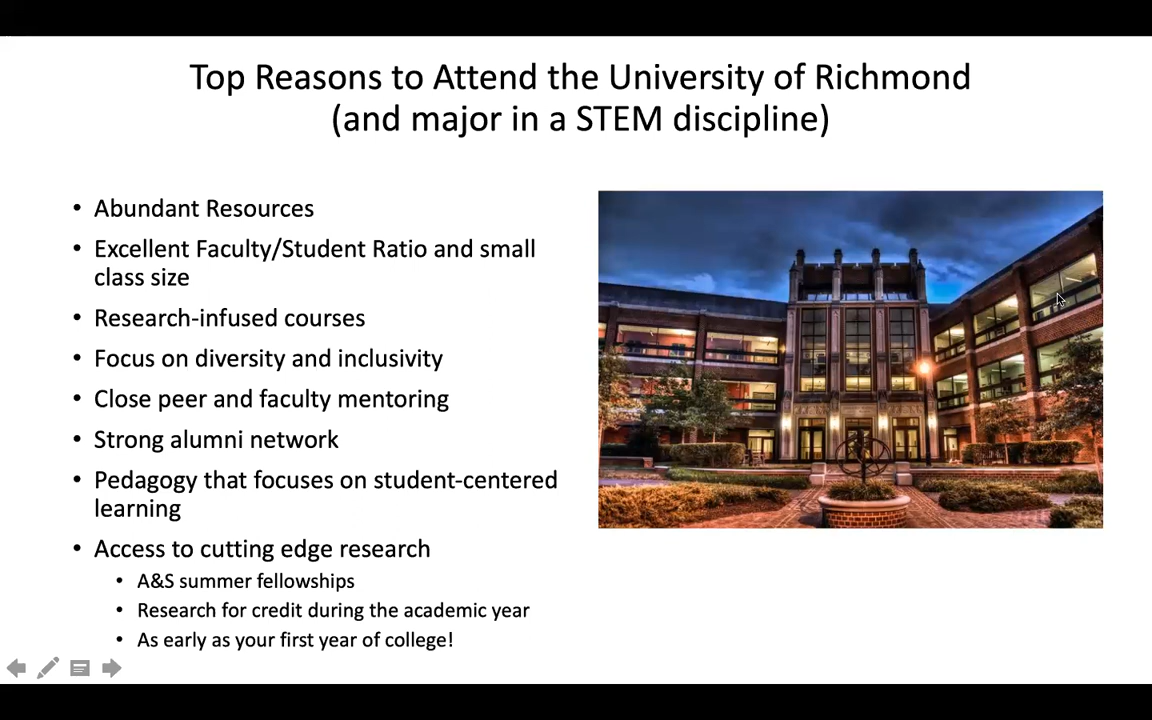 Top Reasons to Attend the University of Richmond
(and major in a STEM discipline)
• Abundant Resources
• Excellent Faculty/Student Ratio and small
class size
• Research-infused courses
• Focus on diversity and inclusivity
• Close peer and faculty mentoring
• Strong alumni network
• Pedagogy that focuses on student-centered
learning
• Access to cutting edge research
• A&S summer fellowships
• Research for credit during the academic year
• As early as your first year of college!